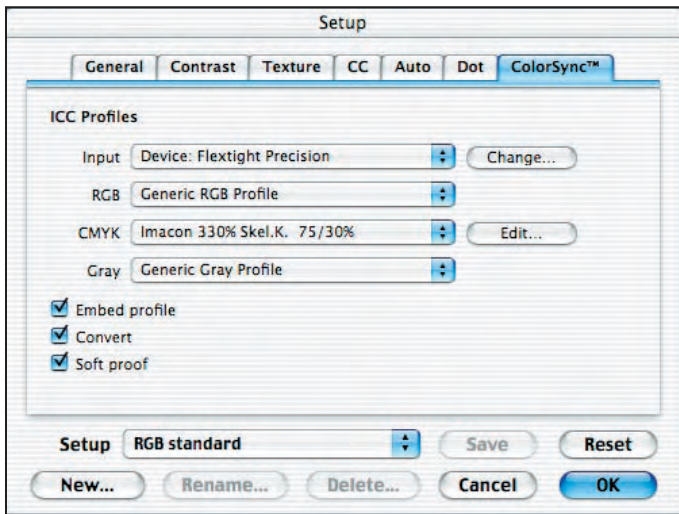 Setup
General Contrast Texture CC Auto Dot ColorSync™
ICC Profiles
Input Device: Flextight Precision Change...
RGB Generic RGB Profile
CMYK Imacon 330% Skel.K. 75/30% Edit...
Gray Generic Gray Profile
Embed profile
Convert
Soft proof
Setup RGB standard Save Reset
New... Rename... Delete... Cancel OK